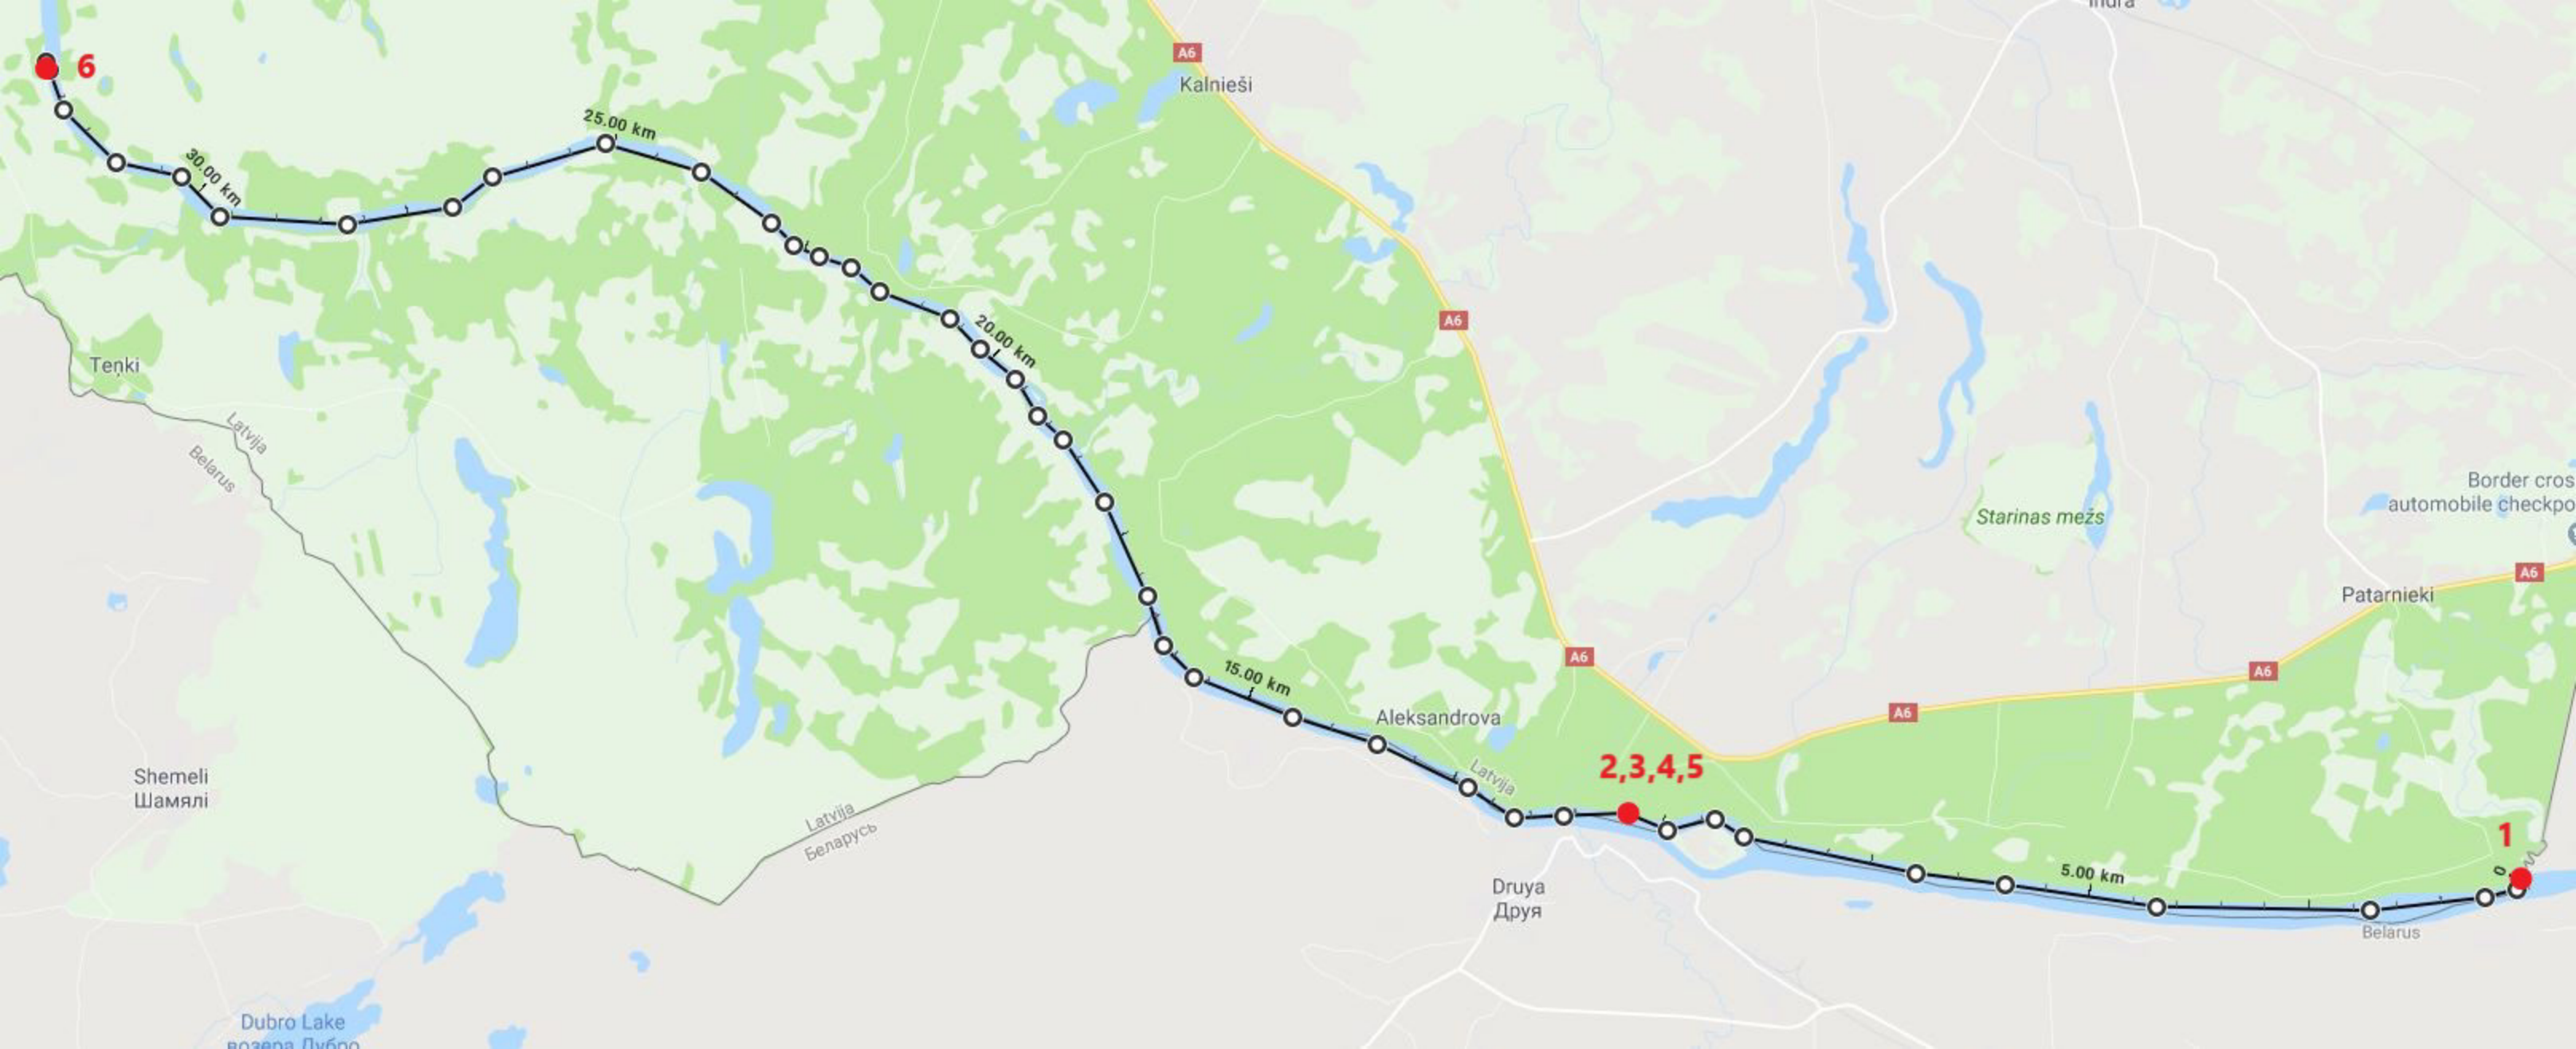 Indra
A6
Kalnieši
6
25.00 km
30.00 km
A6
20.00 km
Teņki
Latvija
Belarus
Border cros
automobile checkpo
Starinas mežs
A6
Patarnieki
A6
A6
15.00 km
A6
Aleksandrova
2,3,4,5
Latvija
Shemeli
Шамялі
Latvija
Беларусь
1
0
5.00 km
Druya
Друя
Belarus
Dubro Lake
возера Дубро